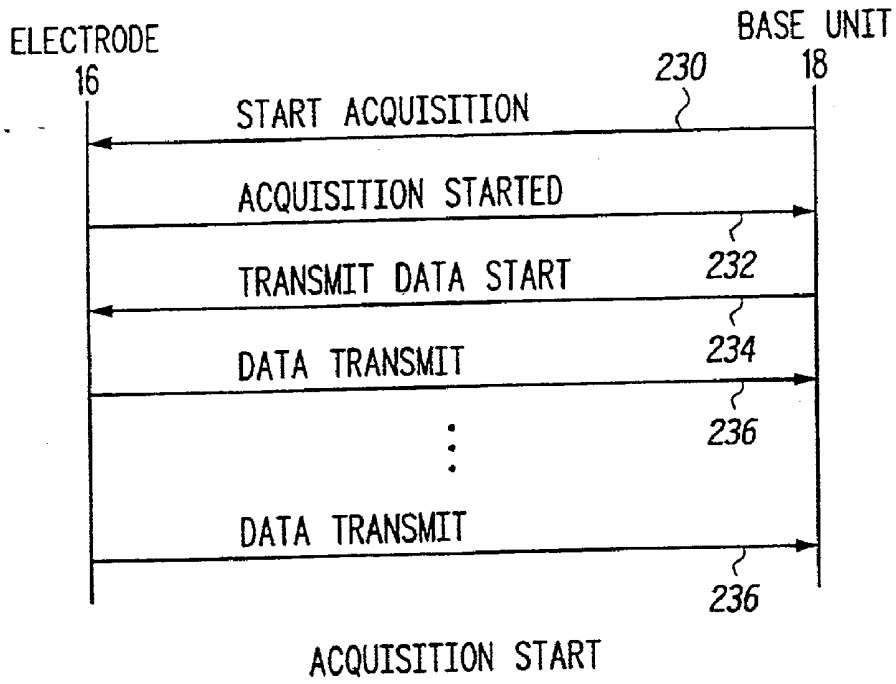 ELECTRODE
16
BASE UNIT
18
230
START ACQUISITION
ACQUISITION STARTED
232
TRANSMIT DATA START
234
DATA TRANSMIT
236
DATA TRANSMIT
236
ACQUISITION START